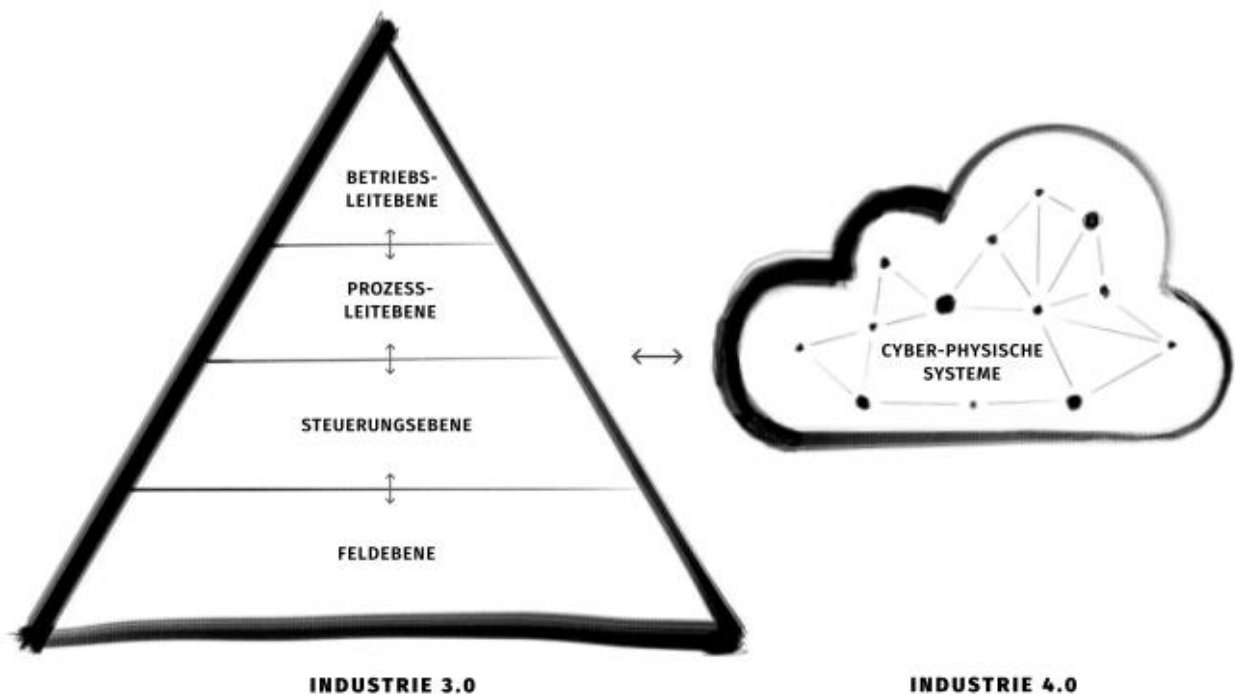 BETRIEBS-
LEITEBENE
PROZESS-
LEITEBENE
STEUERUNGSEBENE
FELDEBENE
INDUSTRIE 3.0
CYBER-PHYSISCHE
SYSTEME
INDUSTRIE 4.0